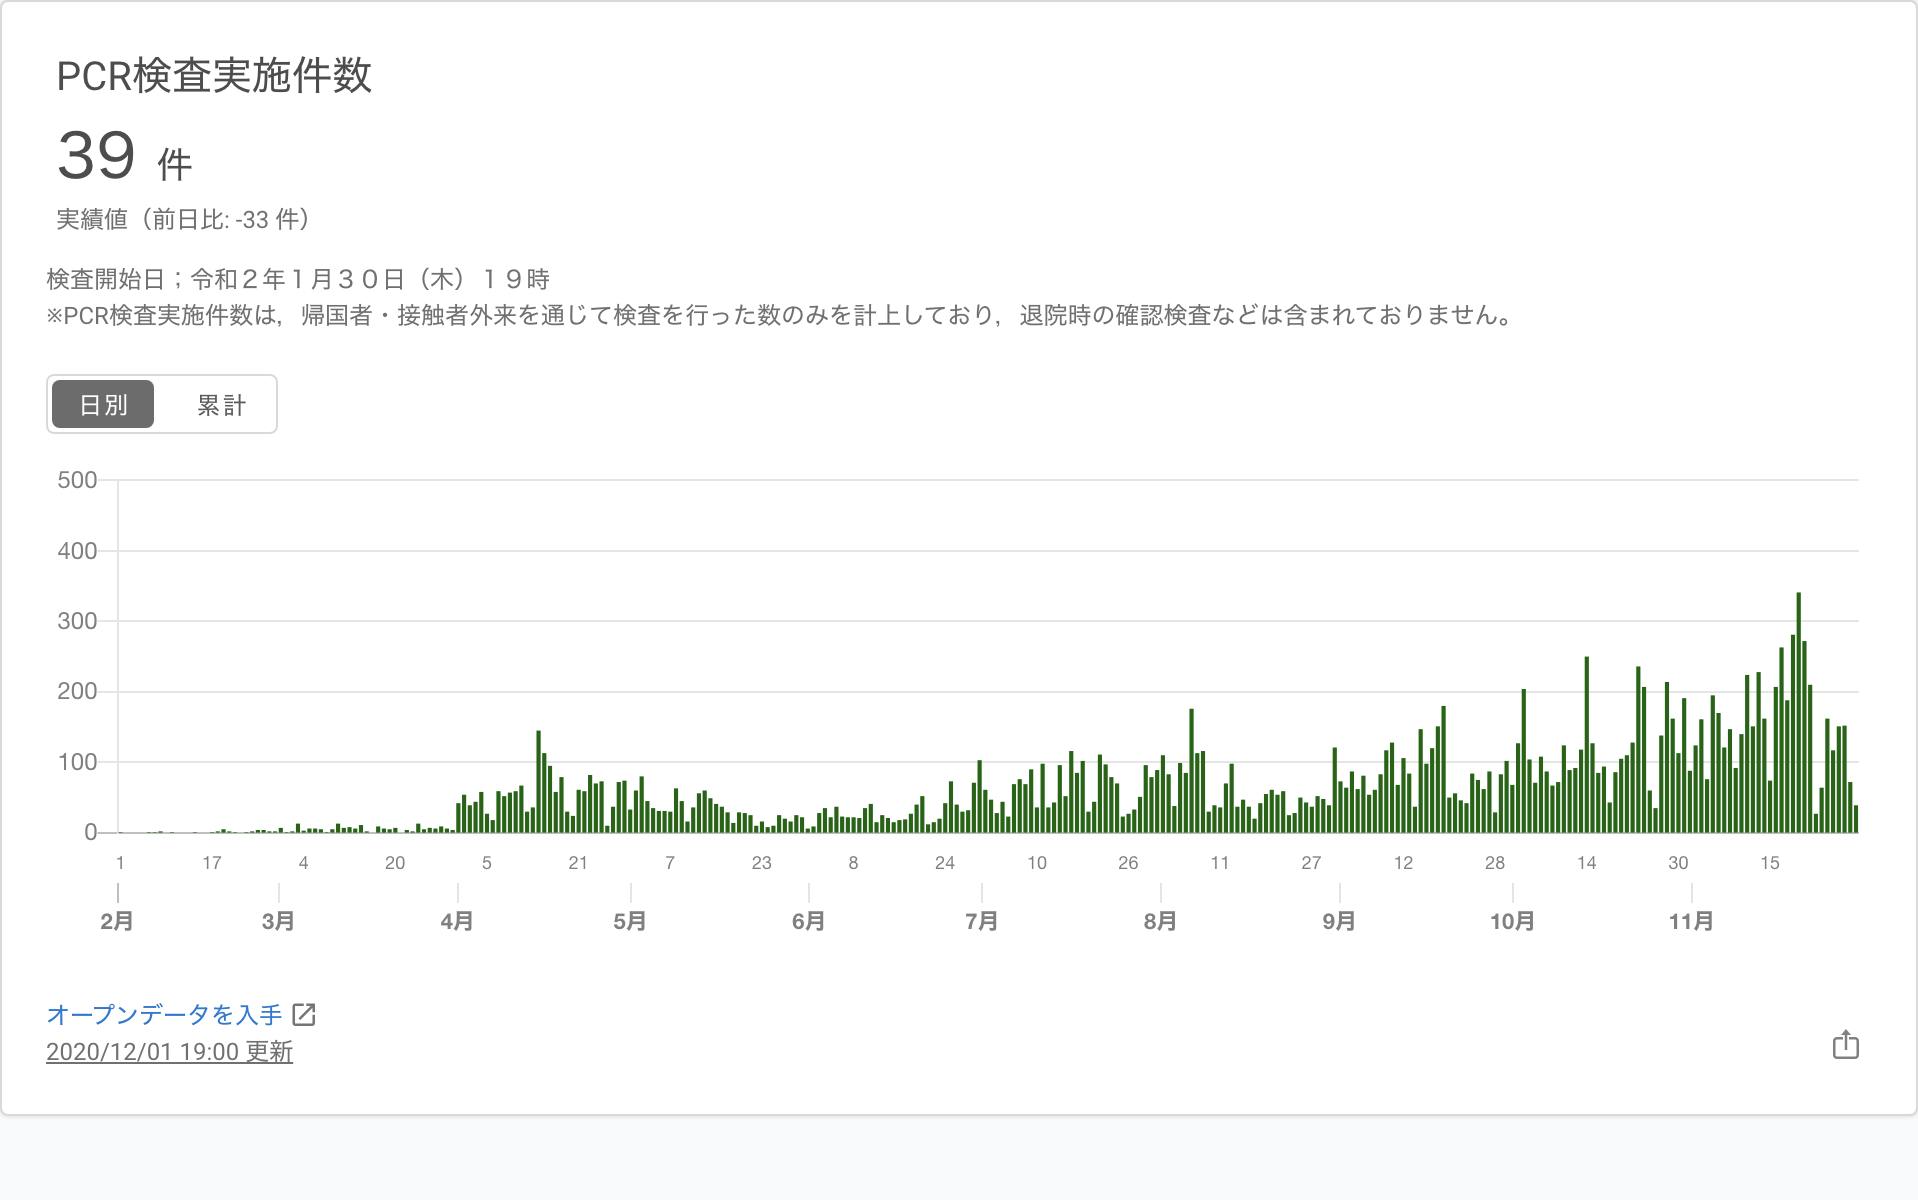 PCR検査実施件数
39 件
実績値（前日比: -33 件）
検査開始日；令和２年１月３０日（木）１９時
※PCR検査実施件数は，帰国者・接触者外来を通じて検査を行った数のみを計上しており，退院時の確認検査などは含まれておりません。
日別 累計
500
400
300
200
100
0
1 17 4 20 5 21 7 23 8 24 10 26 11 27 12 28 14 30 15
2月 3月 4月 5月 6月 7月 8月 9月 10月 11月
オープンデータを入手
2020/12/01 19:00 更新